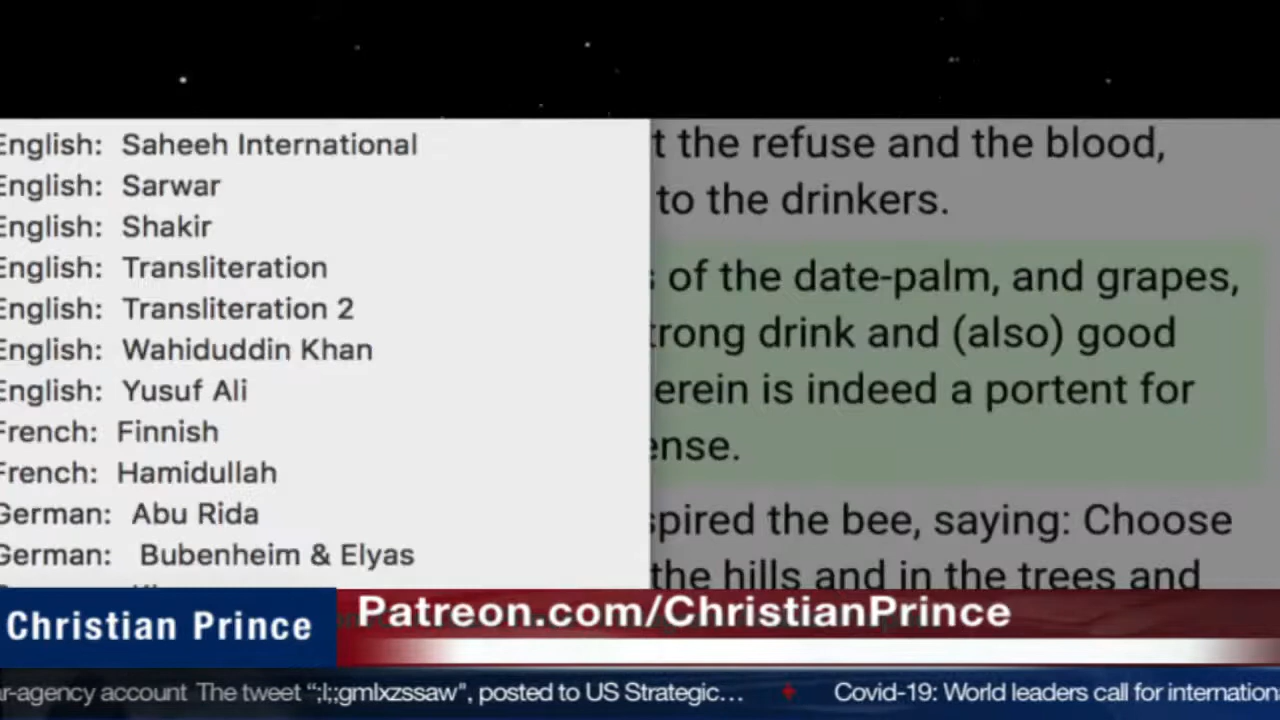 English: Saheeh International
English: Sarwar
English: Shakir
English: Transliteration
English: Transliteration 2
English: Wahiduddin Khan
English: Yusuf Ali
French: Finnish
French: Hamidullah
German: Abu Rida
German: Bubenheim & Elyas
t the refuse and the blood,
to the drinkers.
of the date-palm, and grapes,
trong drink and (also) good
erein is indeed a portent for
ense.
spired the bee, saying: Choose
the hills and in the trees and
Christian Prince
Patreon.com/ChristianPrince
ar-agency account The tweet “;l;;gmlxzssaw", posted to US Strategic… Covid-19: World leaders call for internation